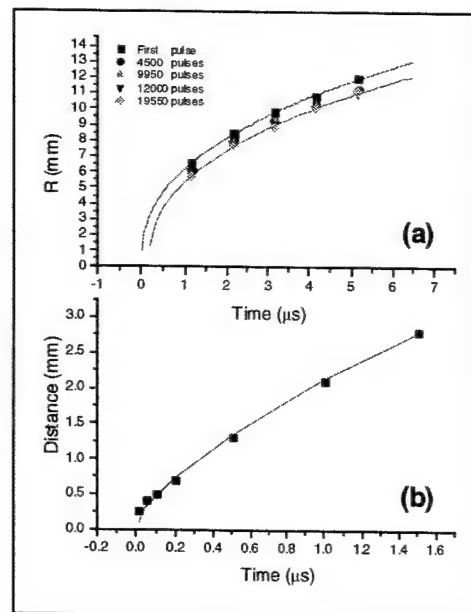 14
13
12
11
10
9
8
7
6
5
4
3
2
1
0
R (mm)
First pulse
4500 pulses
9950 pulses
12000 pulses
19550 pulses
(a)
-1 0 1 2 3 4 5 6 7
Time (μs)
3.0
2.5
2.0
1.5
1.0
0.5
0.0
Distance (mm)
(b)
-0.2 0.0 0.2 0.4 0.6 0.8 1.0 1.2 1.4 1.6
Time (μs)